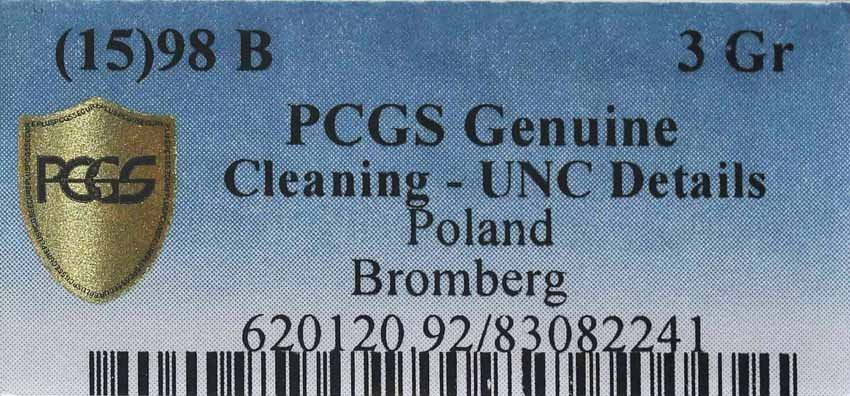 (15)98 B 3 Gr
PCGS Genuine
Cleaning - UNC Details
PCGS
Poland
Bromberg
620120.92/83082241